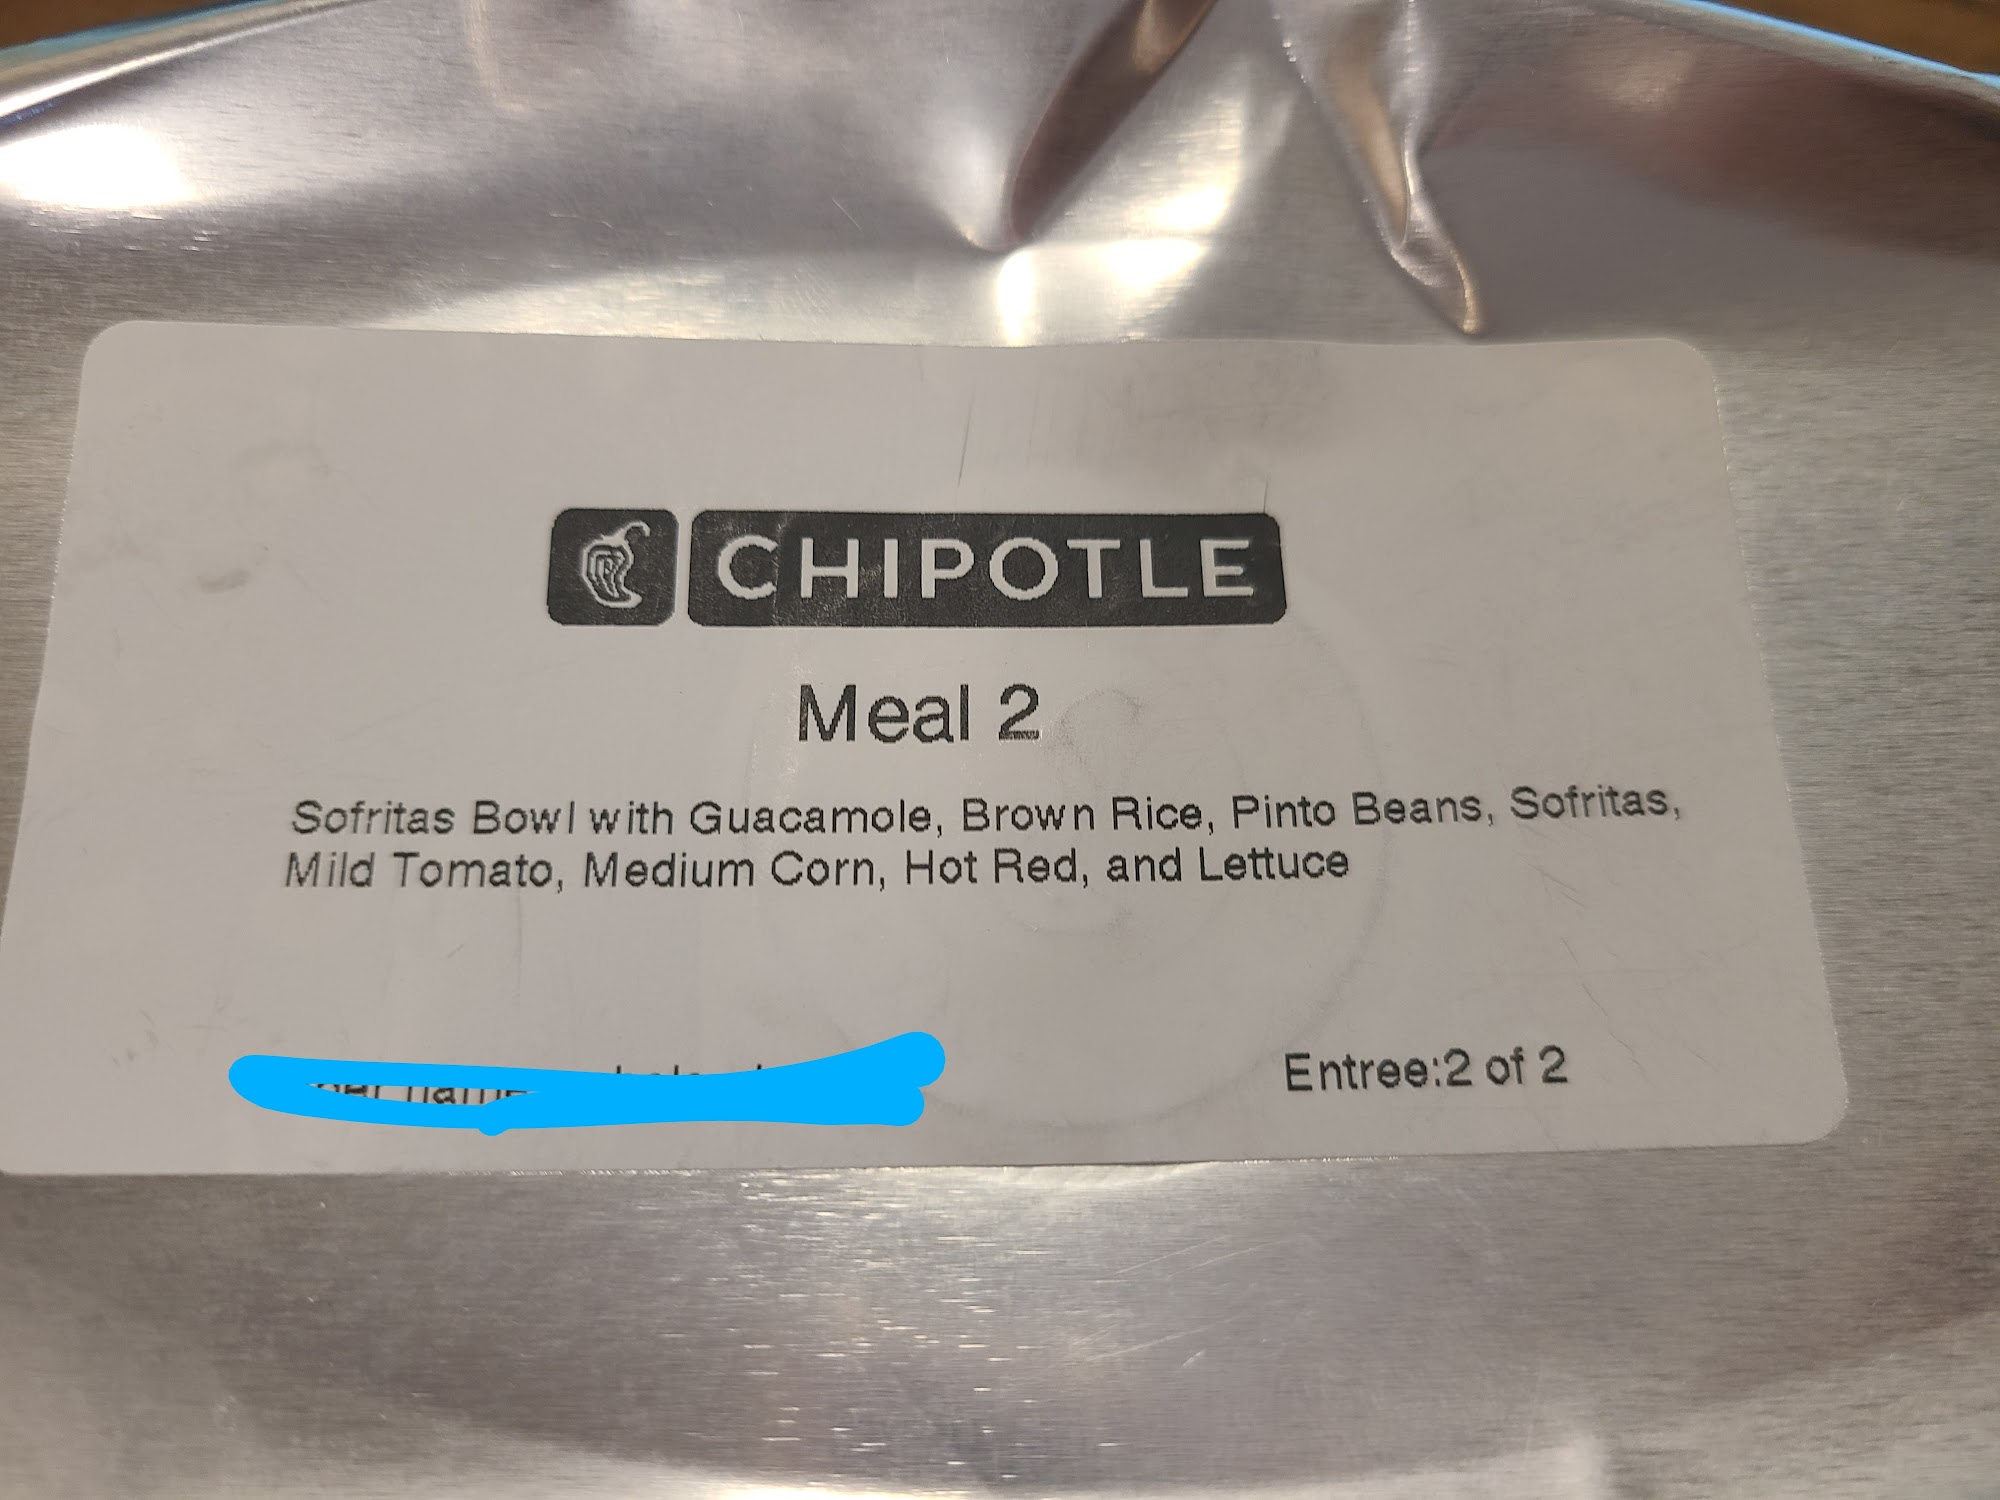 CHIPOTLE
Meal 2
Sofritas Bowl with Guacamole, Brown Rice, Pinto Beans, Sofritas,
Mild Tomato, Medium Corn, Hot Red, and Lettuce
Entree:2 of 2